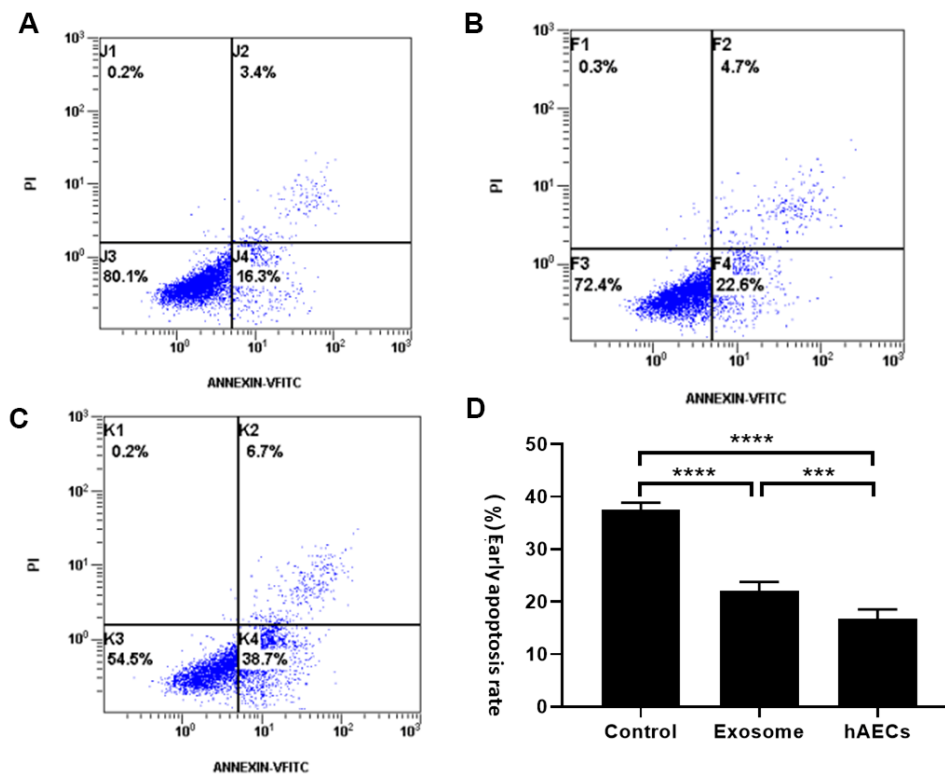 A
10³
J1
0.2%
J2
3.4%
10²
PI
10¹
10⁰
J3
80.1%
J4
16.3%
10⁰
10¹
10²
10³
ANNEXIN-VFITC
B
10³
F1
0.3%
F2
4.7%
10²
PI
10¹
10⁰
F3
72.4%
F4
22.6%
10⁰
10¹
10²
10³
ANNEXIN-VFITC
C
10³
K1
0.2%
K2
6.7%
10²
PI
10¹
10⁰
K3
54.5%
K4
38.7%
10⁰
10¹
10²
10³
ANNEXIN-VFITC
D
(%) Early apoptosis rate
50
40
30
20
10
0
****
****
***
Control
Exosome
hAECs